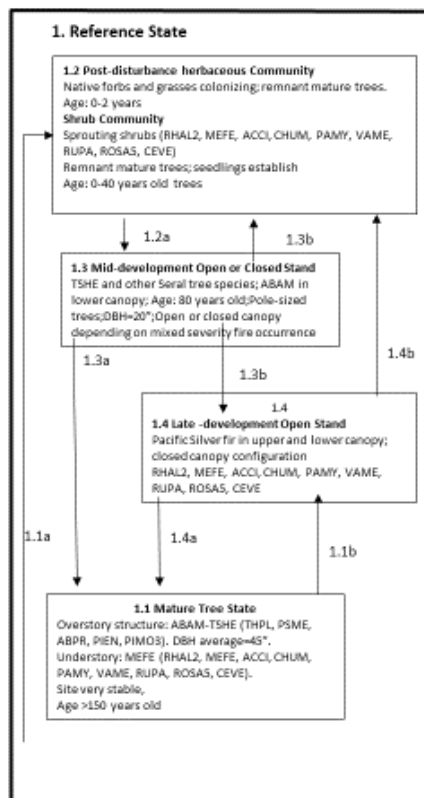 1. Reference State
1.2 Post-disturbance herbaceous Community
Native forbs and grasses colonizing; remnant mature trees.
Age: 0-2 years
Shrub Community
Sprouting shrubs (RHAL2, MEFE, ACCI, CHUM, PAMY, VAME,
RUPA, ROSA5, CEVE)
Remnant mature trees; seedlings establish
Age: 0-40 years old trees
1.2a
1.3b
1.3 Mid-development Open or Closed Stand
TSHE and other Seral tree species; ABAM in
lower canopy; Age: 80 years old;Pole-sized
trees;DBH=20";Open or closed canopy
depending on mixed severity fire occurrence
1.3a
1.3b
1.4b
1.4
1.4 Late -development Open Stand
Pacific Silver fir in upper and lower canopy;
closed canopy configuration
RHAL2, MEFE, ACCI, CHUM, PAMY, VAME,
RUPA, ROSA5, CEVE
1.1a
1.4a
1.1b
1.1 Mature Tree State
Overstory structure: ABAM-TSHE (THPL, PSME,
ABPR, PIEN, PIMO3). DBH average=45".
Understory: MEFE (RHAL2, MEFE, ACCI, CHUM,
PAMY, VAME, RUPA, ROSA5, CEVE).
Site very stable,
Age >150 years old